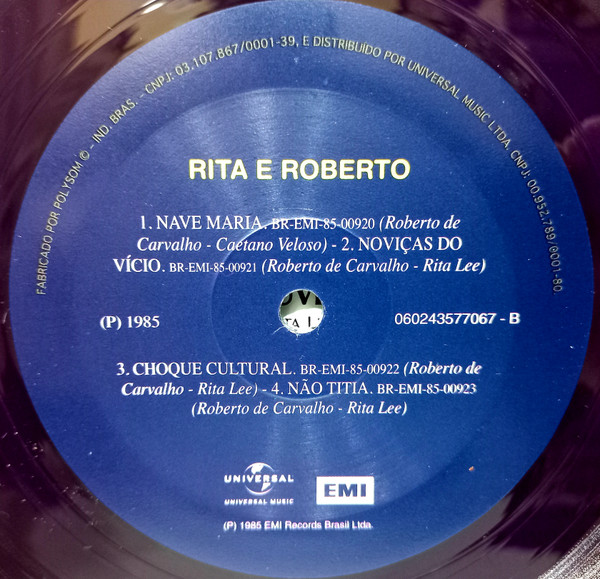 FABRICADO POR POLYSOM © - IND. BRAS. - CNPJ: 03.107.867/0001-39, E DISTRIBUIDO POR UNIVERSAL MUSIC LTDA. CNPJ: 00.952.789/0001-80
RITA E ROBERTO
1. NAVE MARIA. BR-EMI-85-00920 (Roberto de
Carvalho - Caetano Veloso) - 2. NOVIÇAS DO
VÍCIO. BR-EMI-85-00921 (Roberto de Carvalho - Rita Lee)
(P) 1985
060243577067 - B
3. CHOQUE CULTURAL. BR-EMI-85-00922 (Roberto de
Carvalho - Rita Lee) - 4. NÃO TITIA. BR-EMI-85-00923
(Roberto de Carvalho - Rita Lee)
UNIVERSAL
UNIVERSAL MUSIC
EMI
(P) 1985 EMI Records Brasil Ltda.